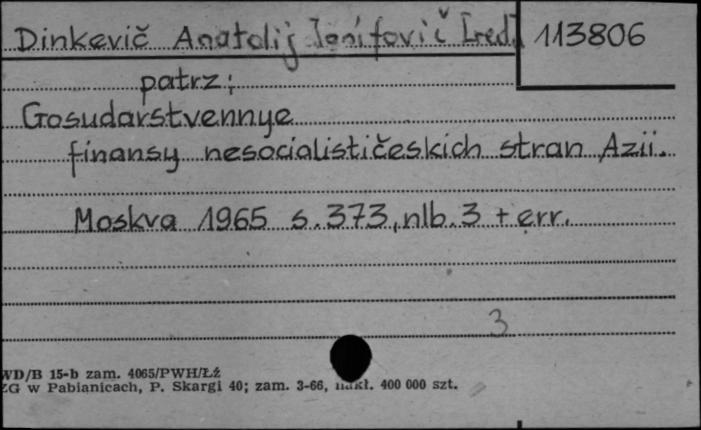 Dinkevič Anatolij Ionifovič [red.]
113806
patrz:
Gosudarstvennye
finansy nesocialističeskich stran Azii.
Moskva 1965 s. 373, nlb. 3 + err.
3
WD/B 15-b zam. 4065/PWH/Łź
ZG w Pabianicach, P. Skargi 40; zam. 3-66, nakł. 400 000 szt.